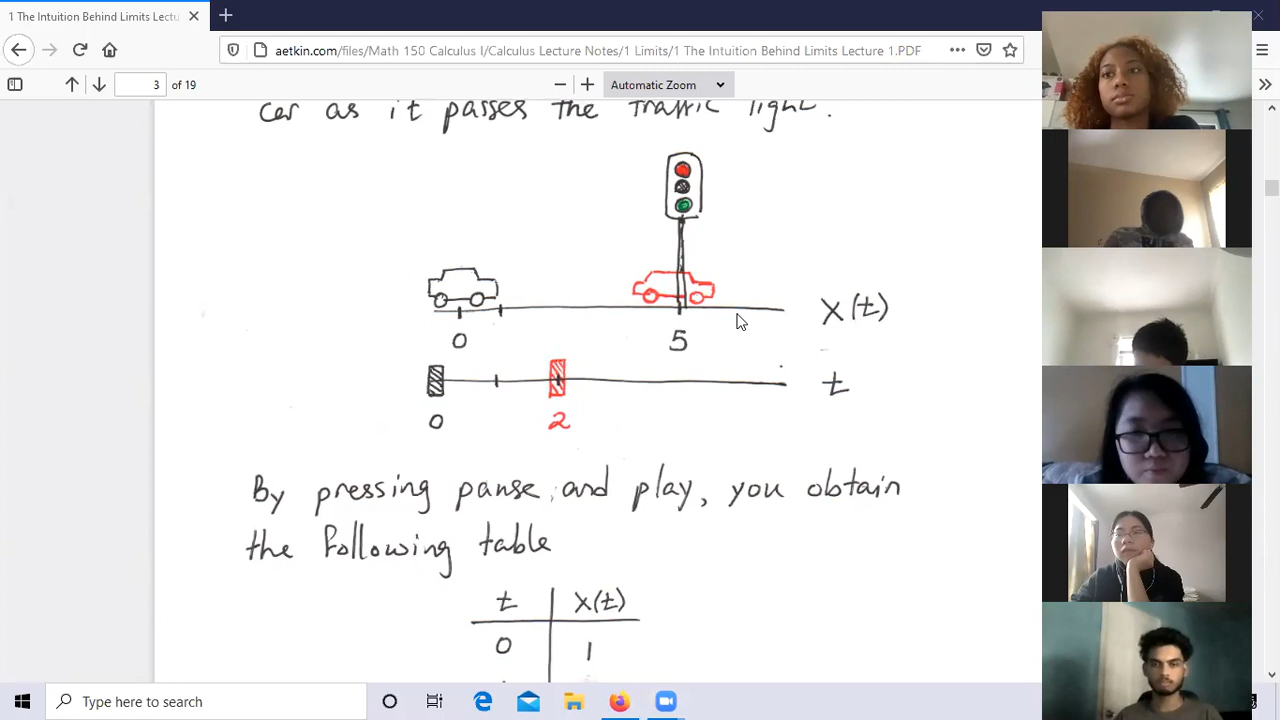 1 The Intuition Behind Limits Lectu
aetkin.com/files/Math 150 Calculus I/Calculus Lecture Notes/1 Limits/1 The Intuition Behind Limits Lecture 1.PDF
3 of 19
Automatic Zoom
car as it passes the traffic light.
X(t)
0 5
t
0 2
By pressing pause, and play, you obtain
the following table
t X(t)
0 1
Type here to search